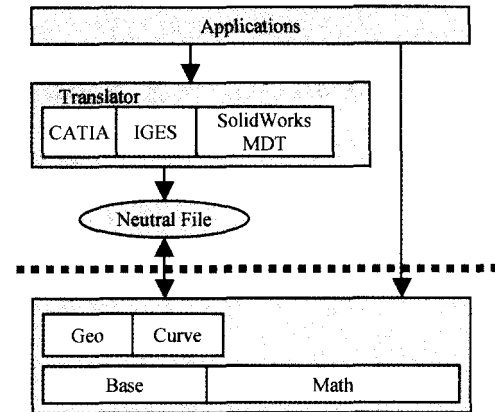 Applications
Translator
CATIA
IGES
SolidWorks
MDT
Neutral File
Geo
Curve
Base
Math